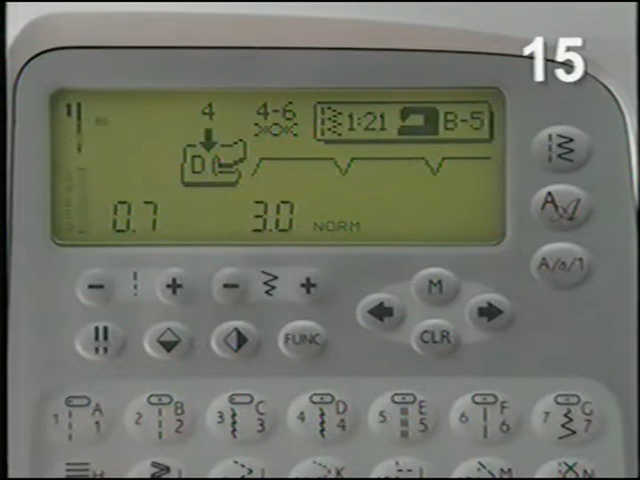 15
4 4-6 1:21 B-5
D
0.7 3.0 NORM
A
A/a/1
M
FUNC CLR
1 A 1 2 B 2 3 C 3 4 D 4 5 E 5 6 F 6 7 G 7
H J K L M N